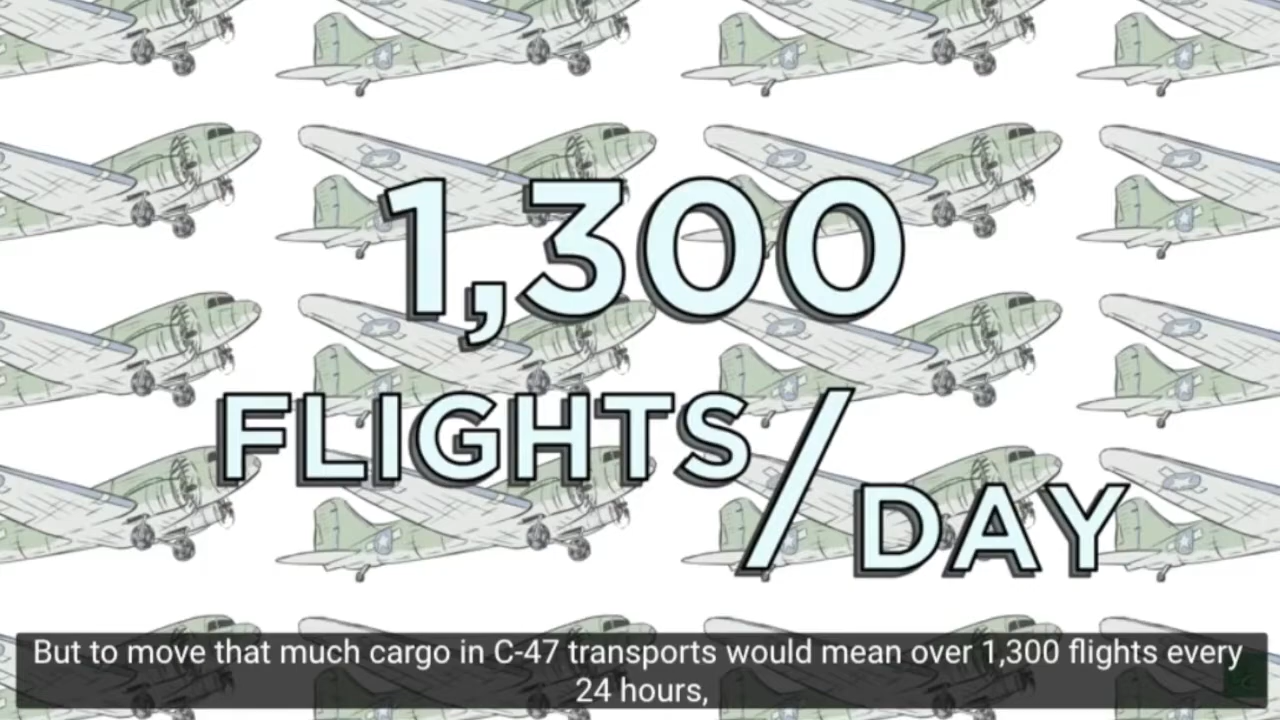 1,300
FLIGHTS/DAY
But to move that much cargo in C-47 transports would mean over 1,300 flights every
24 hours,